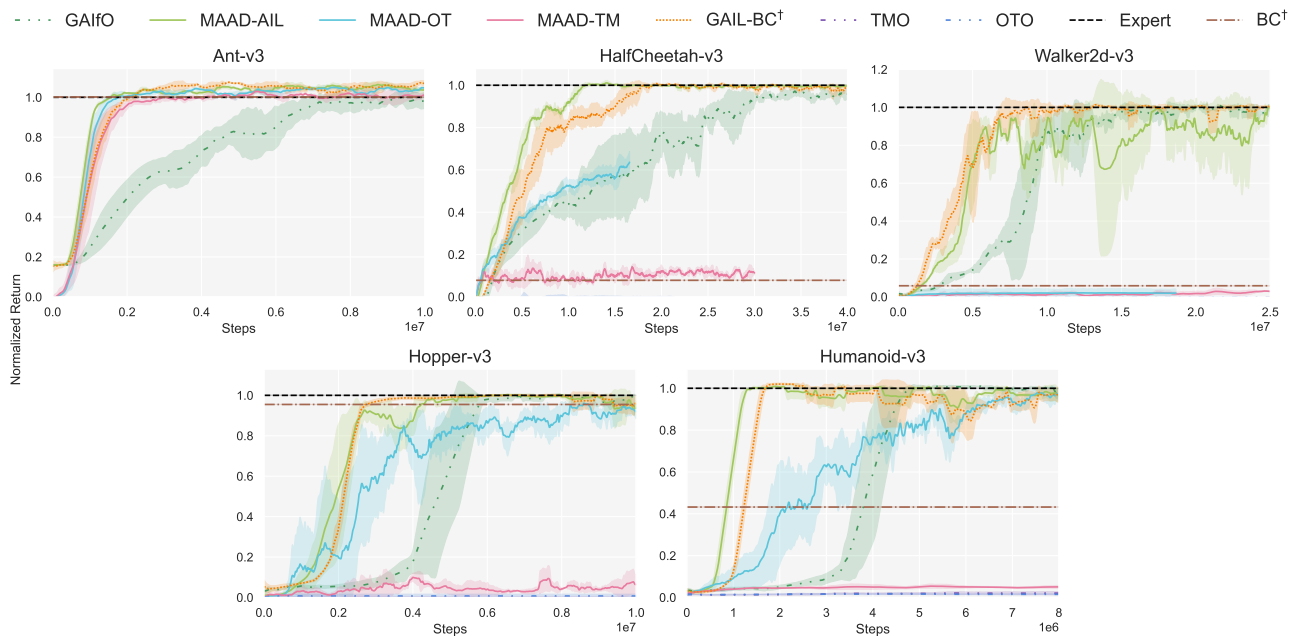 GAIfO MAAD-AIL MAAD-OT MAAD-TM GAIL-BC† TMO OTO Expert BC†
Ant-v3 HalfCheetah-v3 Walker2d-v3
Normalized Return
1.0
0.8
0.6
0.4
0.2
0.0
0.0 0.2 0.4 0.6 0.8 1.0
1e7
Steps
1.0
0.8
0.6
0.4
0.2
0.0
0.0 0.5 1.0 1.5 2.0 2.5 3.0 3.5 4.0
1e7
Steps
1.2
1.0
0.8
0.6
0.4
0.2
0.0
0.0 0.5 1.0 1.5 2.0 2.5
1e7
Steps
Hopper-v3 Humanoid-v3
1.0
0.8
0.6
0.4
0.2
0.0
0.0 0.2 0.4 0.6 0.8 1.0
1e7
Steps
1.0
0.8
0.6
0.4
0.2
0.0
0 1 2 3 4 5 6 7 8
1e6
Steps